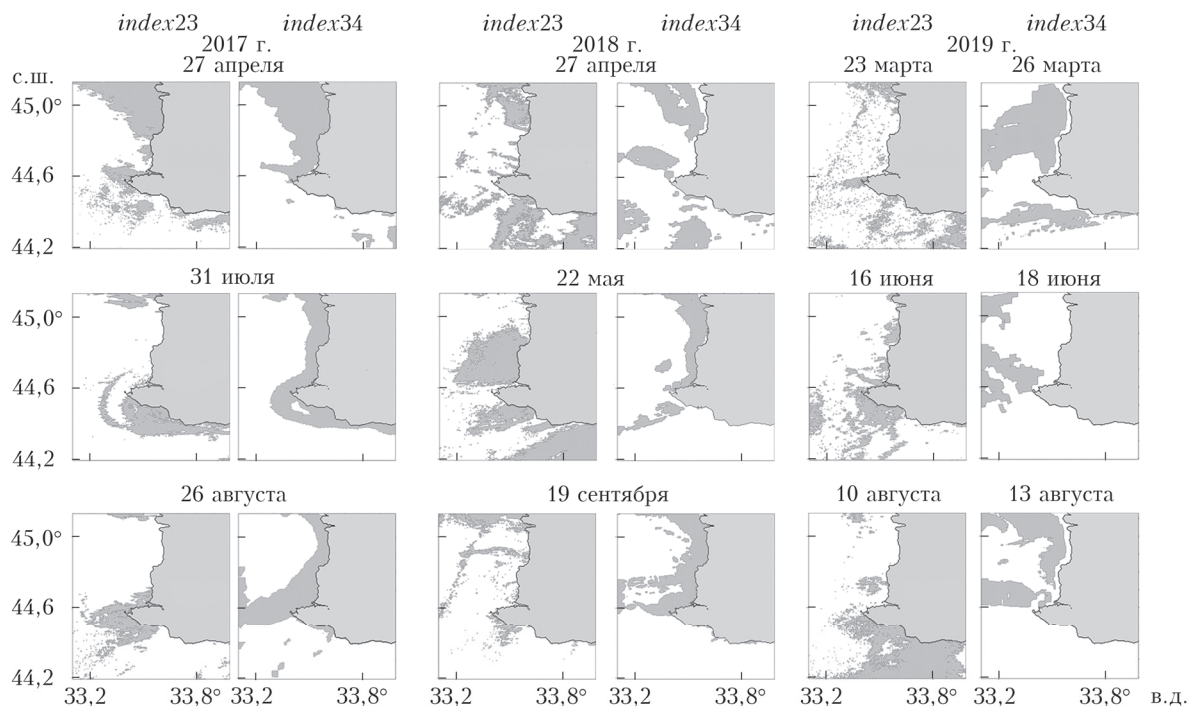 index23 index34 index23 index34 index23 index34
2017 г. 2018 г. 2019 г.
27 апреля 27 апреля 23 марта 26 марта
с.ш.
45,0°
44,6
44,2
31 июля 22 мая 16 июня 18 июня
45,0°
44,6
44,2
26 августа 19 сентября 10 августа 13 августа
45,0°
44,6
44,2
33,2 33,8° 33,2 33,8° 33,2 33,8° 33,2 33,8° 33,2 33,8° 33,2 33,8° в.д.